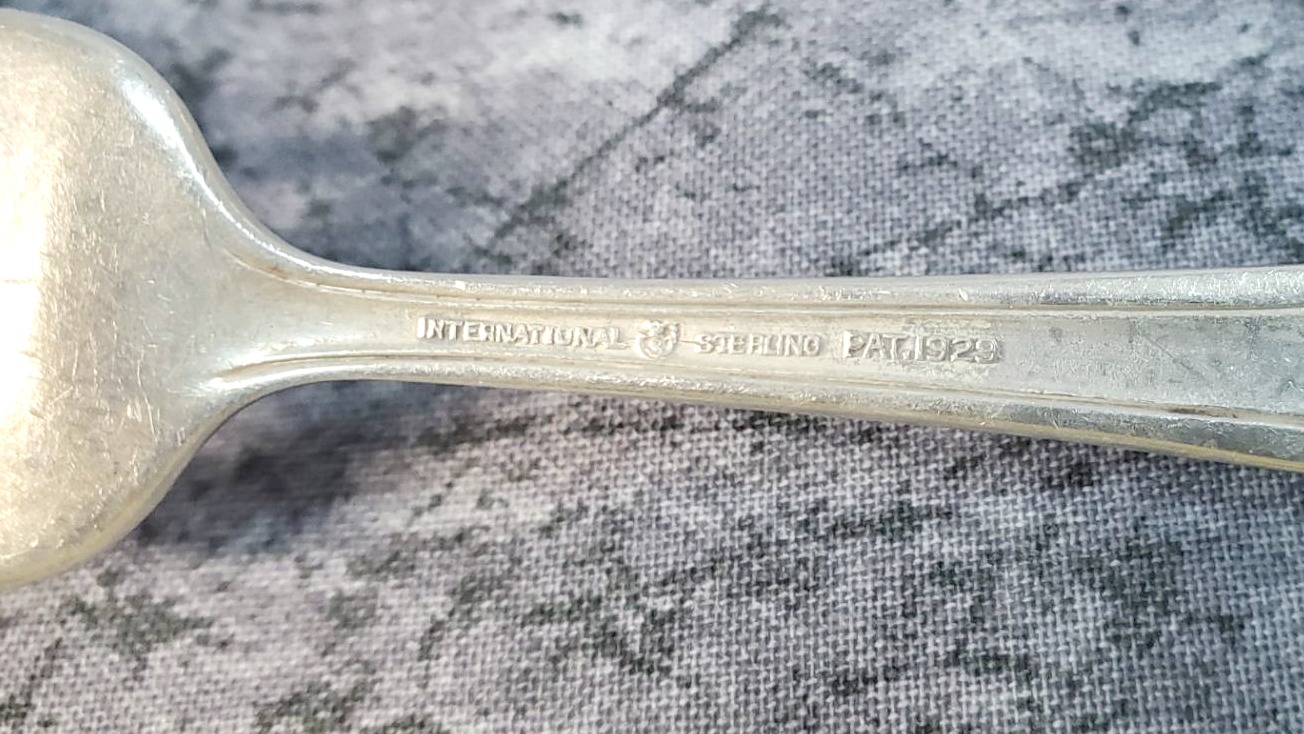 INTERNATIONAL STERLING PAT.1929